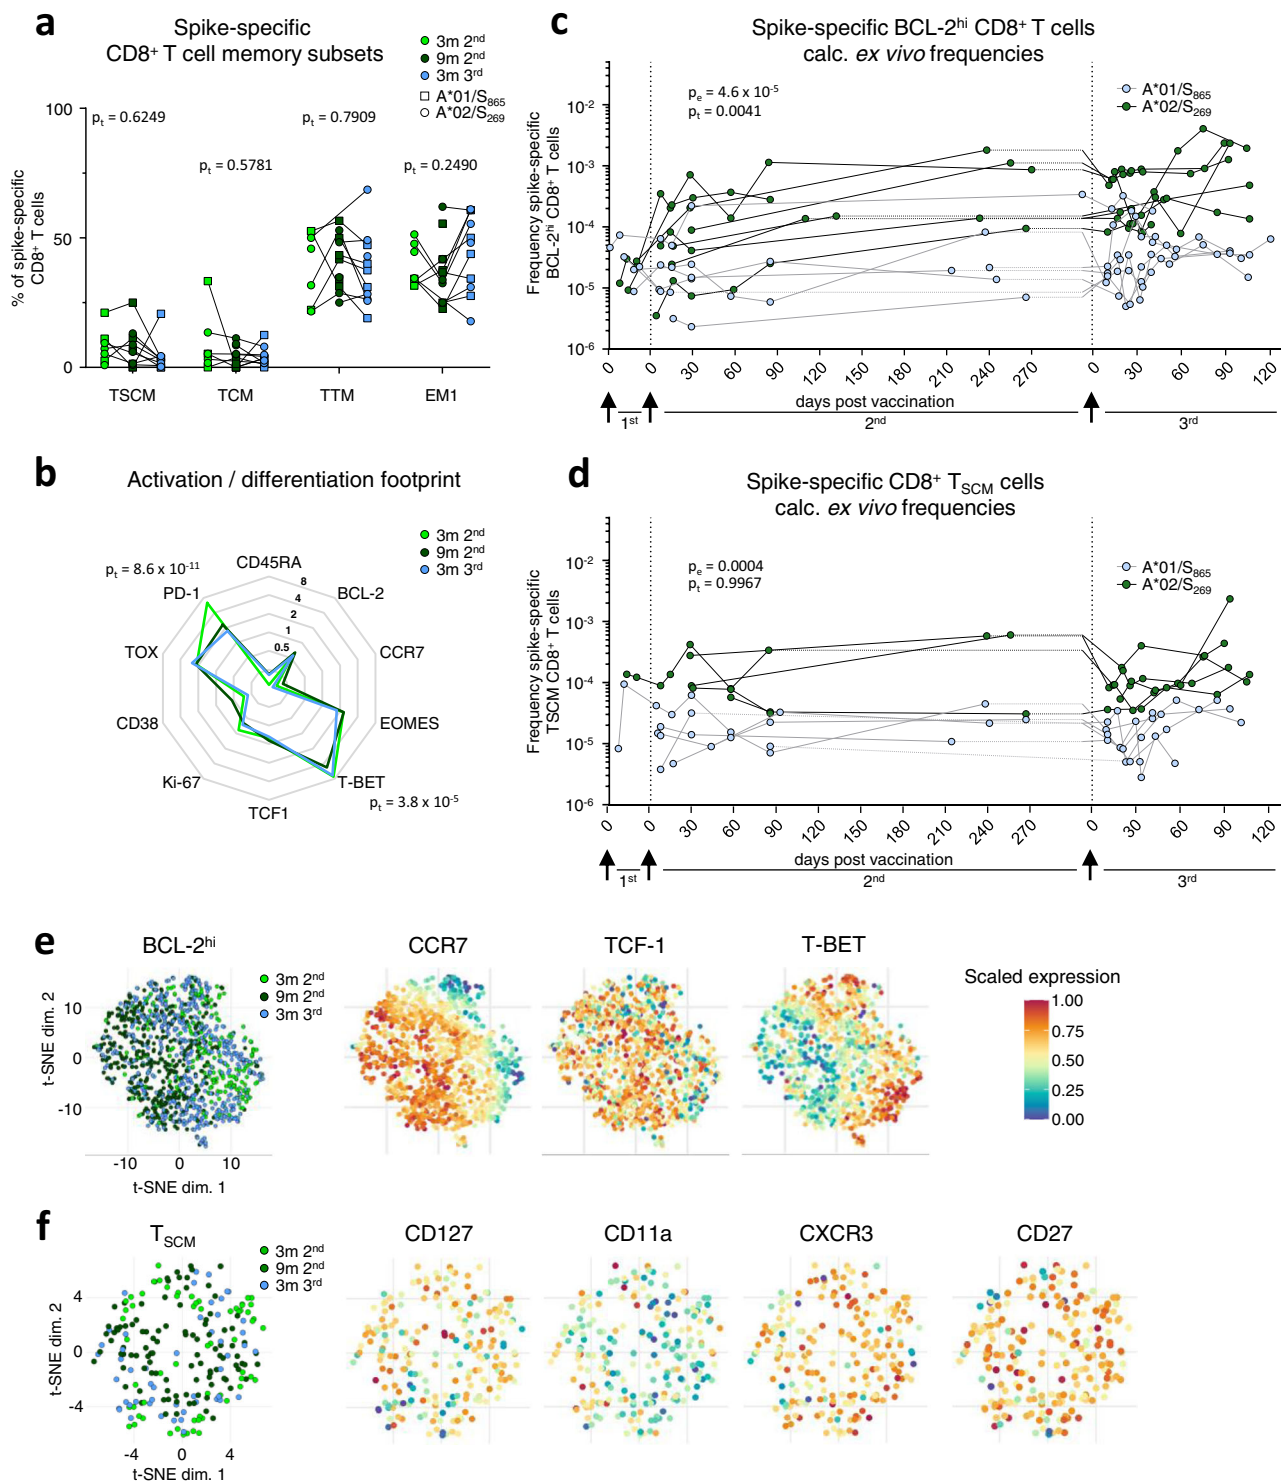 a
Spike-specific
CD8+ T cell memory subsets
3m 2nd
9m 2nd
3m 3rd
A*01/S865
A*02/S269
% of spike-specific
CD8+ T cells
100
50
0
pt = 0.6249
pt = 0.5781
pt = 0.7909
pt = 0.2490
TSCM
TCM
TTM
EM1
b
Activation / differentiation footprint
3m 2nd
9m 2nd
3m 3rd
pt = 8.6 x 10-11
CD45RA
BCL-2
CCR7
EOMES
T-BET
TCF1
Ki-67
CD38
TOX
PD-1
8
4
2
1
0.5
pt = 3.8 x 10-5
c
Spike-specific BCL-2hi CD8+ T cells
calc. ex vivo frequencies
pe = 4.6 x 10-5
pt = 0.0041
A*01/S865
A*02/S269
Frequency spike-specific
BCL-2hi CD8+ T cells
10-2
10-3
10-4
10-5
10-6
0 0 30 60 90 120 150 180 210 240 270 0 30 60 90 120
days post vaccination
1st 2nd 3rd
d
Spike-specific CD8+ TSCM cells
calc. ex vivo frequencies
pe = 0.0004
pt = 0.9967
A*01/S865
A*02/S269
Frequency spike-specific
TSCM CD8+ T cells
10-2
10-3
10-4
10-5
10-6
0 0 30 60 90 120 150 180 210 240 270 0 30 60 90 120
days post vaccination
1st 2nd 3rd
e
BCL-2hi
3m 2nd
9m 2nd
3m 3rd
CCR7
TCF-1
T-BET
Scaled expression
1.00
0.75
0.50
0.25
0.00
t-SNE dim. 2
10
0
-10
-10 0 10
t-SNE dim. 1
f
TSCM
3m 2nd
9m 2nd
3m 3rd
CD127
CD11a
CXCR3
CD27
t-SNE dim. 2
4
0
-4
-4 0 4
t-SNE dim. 1